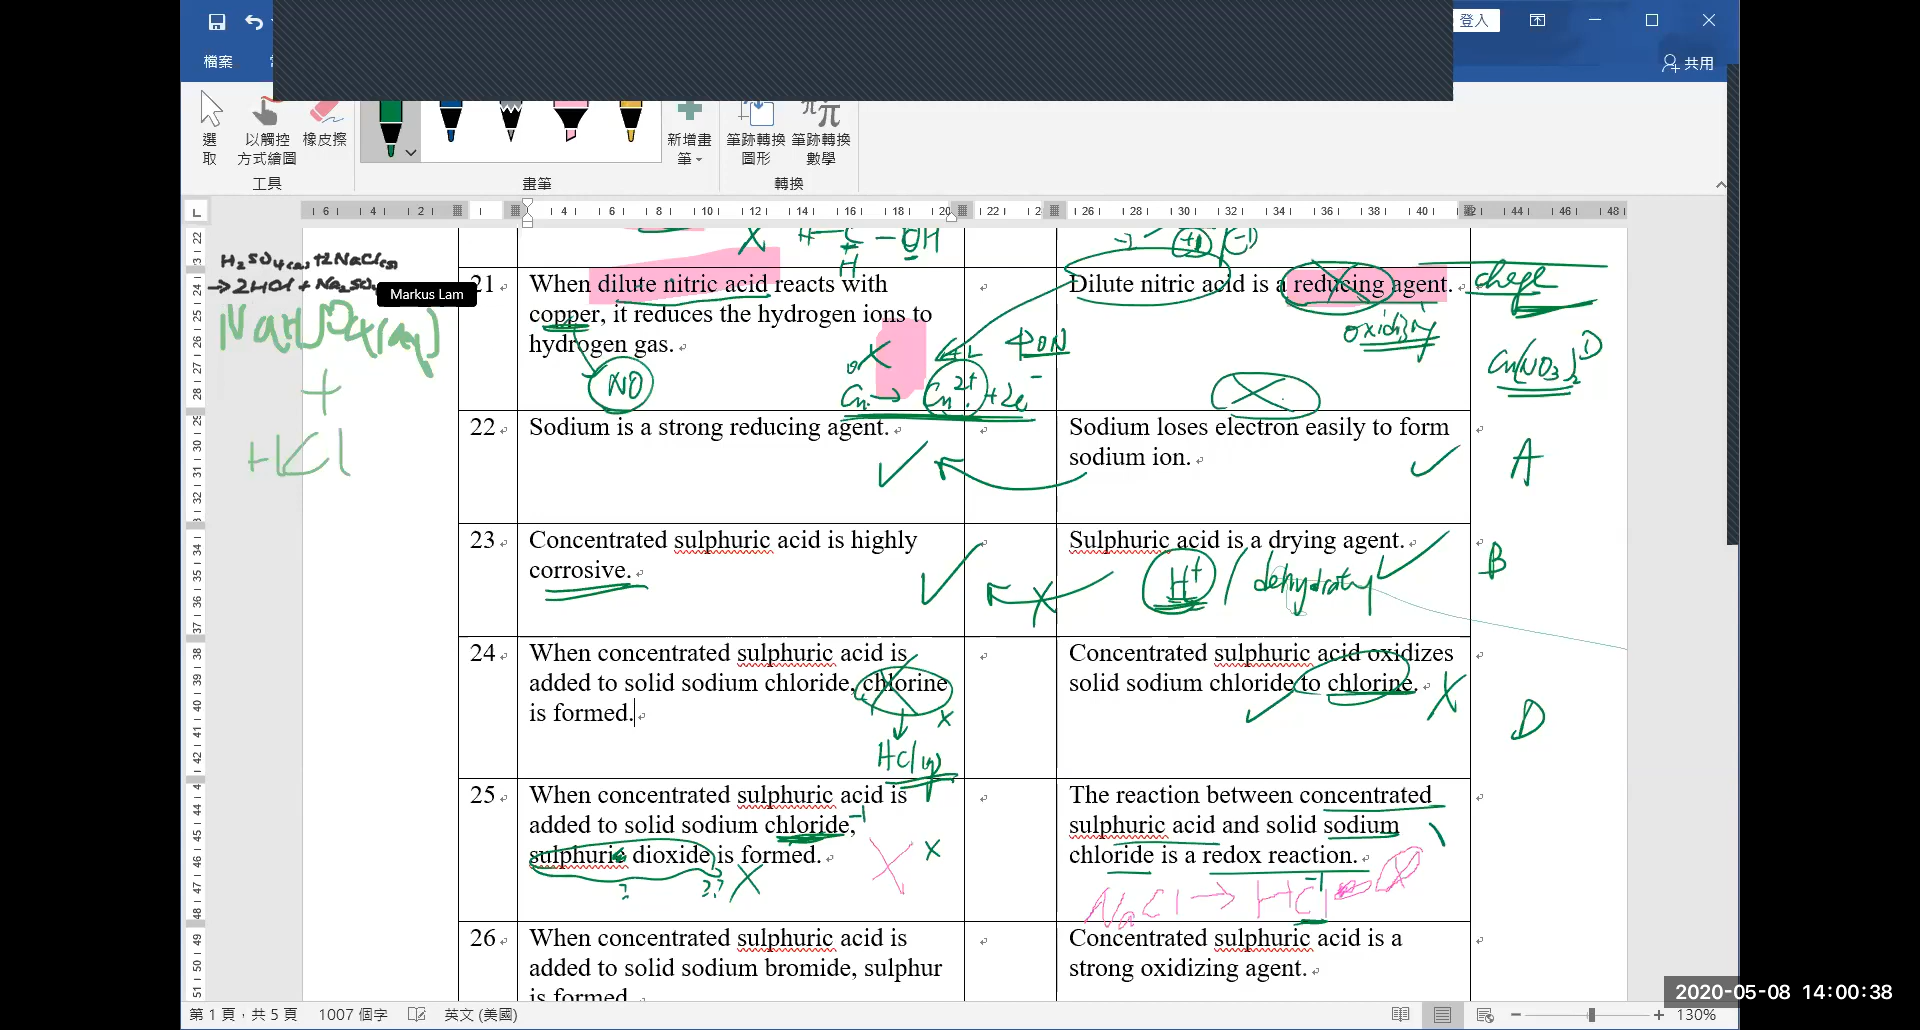 登入
檔案
共用
選取
以觸控方式繪圖
橡皮擦
新增畫筆
筆跡轉換圖形
筆跡轉換數學
工具
畫筆
轉換
H2SO4(aq)+2NaCl(s)
→2HCl+Na2SO4
Markus Lam
NaHSO4(aq)
+
HCl
H
OH
H
21
When dilute nitric acid reacts with
copper, it reduces the hydrogen ions to
hydrogen gas.
NO
Cu → Cu2+ +2e-
Dilute nitric acid is a reducing agent.
oxidizing
Cu(NO3)2
22
Sodium is a strong reducing agent.
Sodium loses electron easily to form
sodium ion.
A
23
Concentrated sulphuric acid is highly
corrosive.
Sulphuric acid is a drying agent.
H+ / dehydrating
B
24
When concentrated sulphuric acid is
added to solid sodium chloride, chlorine
is formed.
HCl(g)
Concentrated sulphuric acid oxidizes
solid sodium chloride to chlorine.
D
25
When concentrated sulphuric acid is
added to solid sodium chloride, -1
sulphuric dioxide is formed.
? ??
The reaction between concentrated
sulphuric acid and solid sodium
chloride is a redox reaction.
NaCl → HCl -1
26
When concentrated sulphuric acid is
added to solid sodium bromide, sulphur
is formed
Concentrated sulphuric acid is a
strong oxidizing agent.
2020-05-08 14:00:38
第 1 頁，共 5 頁 1007 個字 英文 (美國)
130%